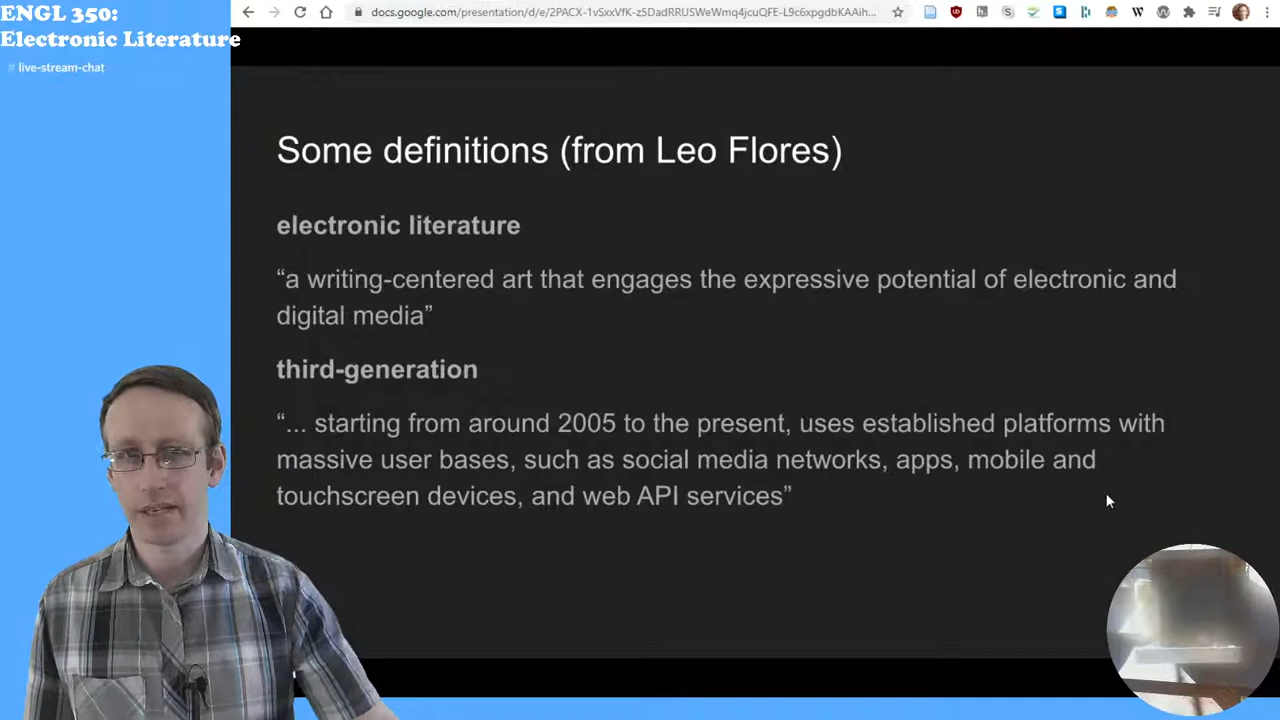 ENGL 350:
Electronic Literature
# live-stream-chat
docs.google.com/presentation/d/e/2PACX-1vSxxVfK-z5DadRRUSWeWmq4jcuQFE-L9c6xpgdbKAAih...
Some definitions (from Leo Flores)
electronic literature
“a writing-centered art that engages the expressive potential of electronic and
digital media”
third-generation
“... starting from around 2005 to the present, uses established platforms with
massive user bases, such as social media networks, apps, mobile and
touchscreen devices, and web API services”